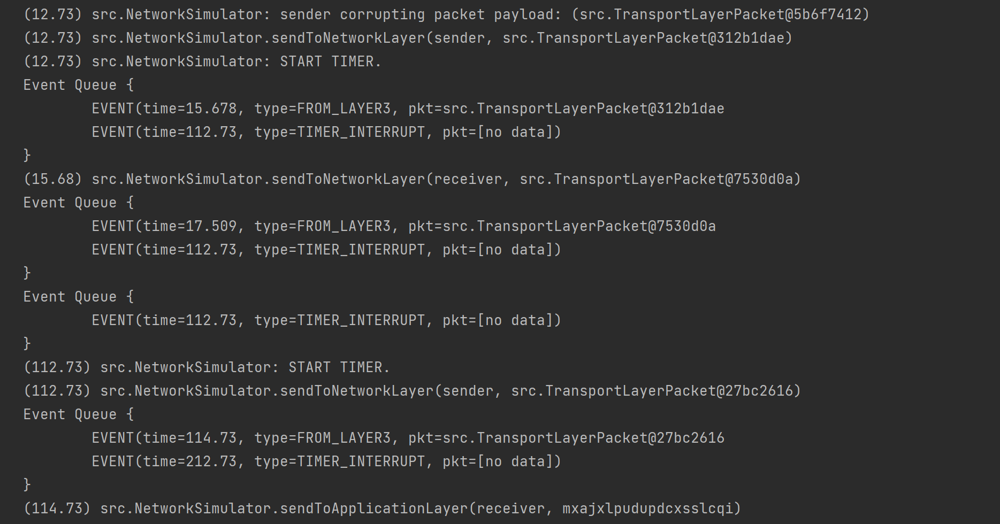 (12.73) src.NetworkSimulator: sender corrupting packet payload: (src.TransportLayerPacket@5b6f7412)
(12.73) src.NetworkSimulator.sendToNetworkLayer(sender, src.TransportLayerPacket@312b1dae)
(12.73) src.NetworkSimulator: START TIMER.
Event Queue {
        EVENT(time=15.678, type=FROM_LAYER3, pkt=src.TransportLayerPacket@312b1dae
        EVENT(time=112.73, type=TIMER_INTERRUPT, pkt=[no data])
}
(15.68) src.NetworkSimulator.sendToNetworkLayer(receiver, src.TransportLayerPacket@7530d0a)
Event Queue {
        EVENT(time=17.509, type=FROM_LAYER3, pkt=src.TransportLayerPacket@7530d0a
        EVENT(time=112.73, type=TIMER_INTERRUPT, pkt=[no data])
}
Event Queue {
        EVENT(time=112.73, type=TIMER_INTERRUPT, pkt=[no data])
}
(112.73) src.NetworkSimulator: START TIMER.
(112.73) src.NetworkSimulator.sendToNetworkLayer(sender, src.TransportLayerPacket@27bc2616)
Event Queue {
        EVENT(time=114.73, type=FROM_LAYER3, pkt=src.TransportLayerPacket@27bc2616
        EVENT(time=212.73, type=TIMER_INTERRUPT, pkt=[no data])
}
(114.73) src.NetworkSimulator.sendToApplicationLayer(receiver, mxajxlpudupdcxsslcqi)